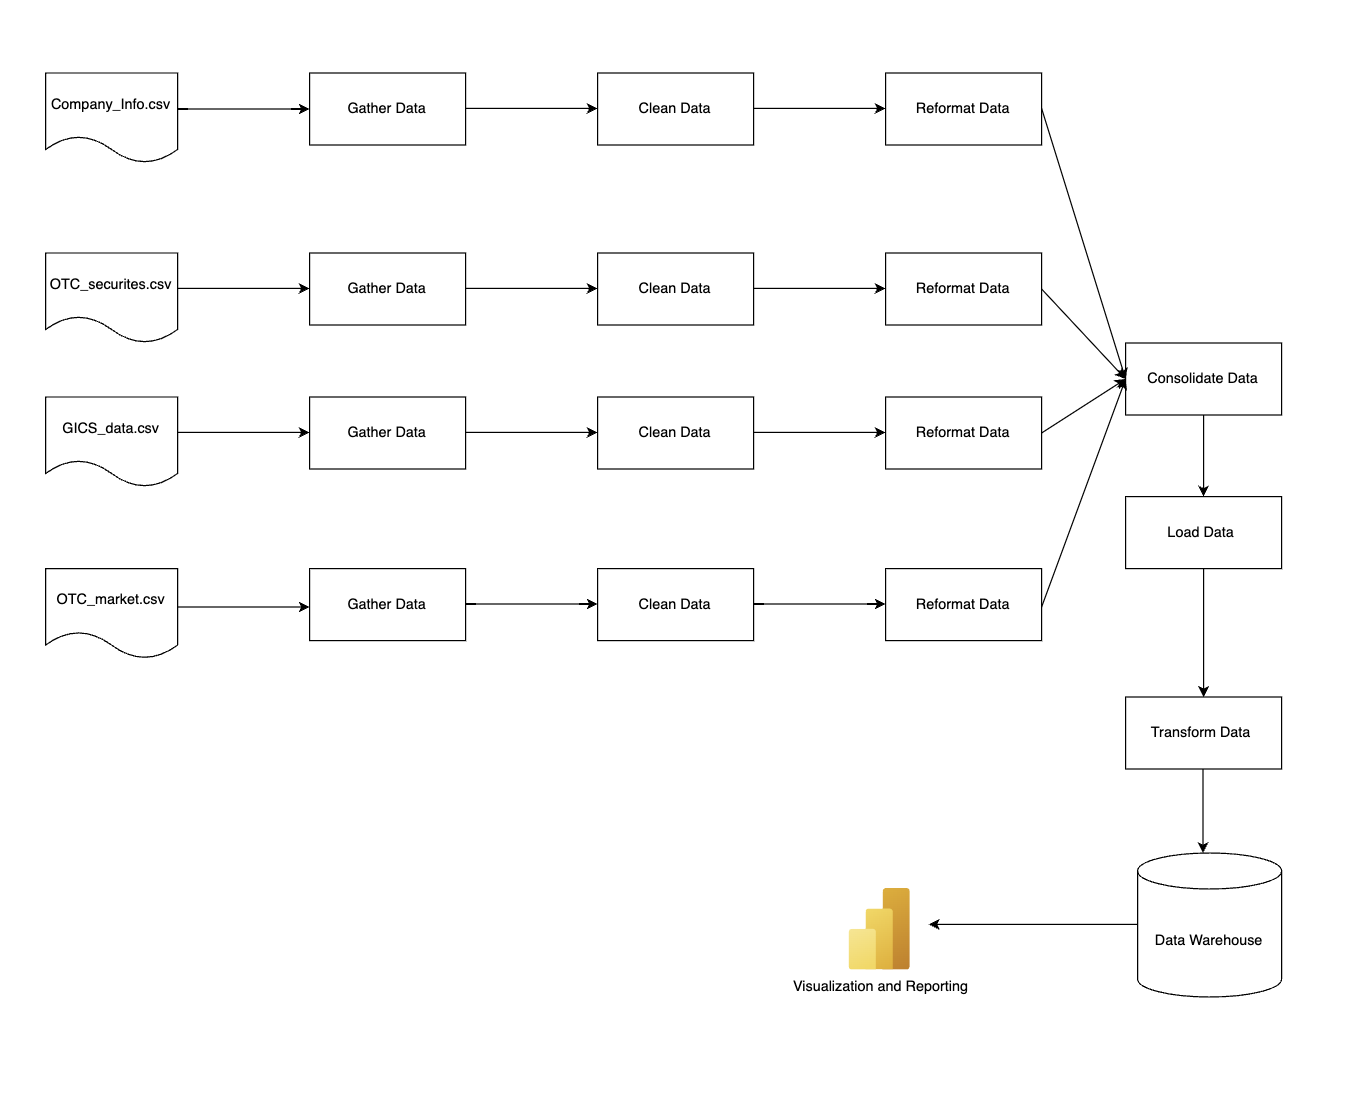 Company_Info.csv
Gather Data
Clean Data
Reformat Data
OTC_securites.csv
Gather Data
Clean Data
Reformat Data
Consolidate Data
GICS_data.csv
Gather Data
Clean Data
Reformat Data
Load Data
OTC_market.csv
Gather Data
Clean Data
Reformat Data
Transform Data
Data Warehouse
Visualization and Reporting